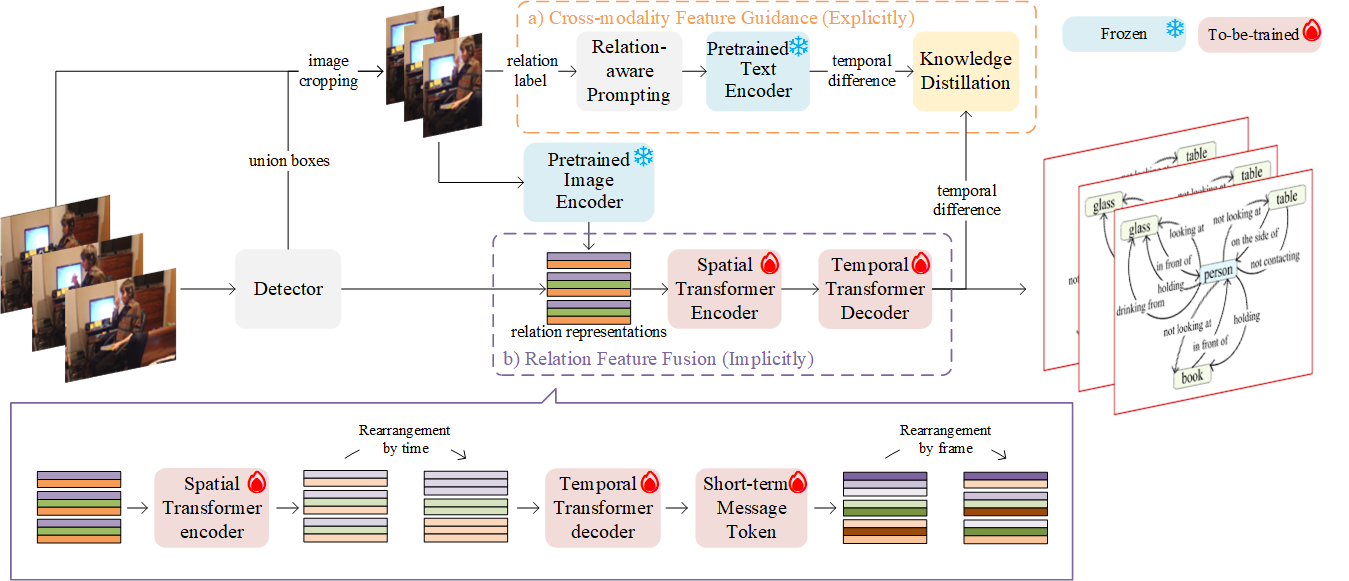 a) Cross-modality Feature Guidance (Explicitly)
image
cropping
relation
label
Relation-
aware
Prompting
Pretrained
Text
Encoder
temporal
difference
Knowledge
Distillation
Frozen
To-be-trained
union boxes
Pretrained
Image
Encoder
temporal
difference
Detector
relation representations
Spatial
Transformer
Encoder
Temporal
Transformer
Decoder
b) Relation Feature Fusion (Implicitly)
table
table
glass
not looking at
table
glass
looking at
on the side of
in front of
person
not contacting
holding
drinking from
not looking at
holding
in front of
book
Rearrangement
by time
Rearrangement
by frame
Spatial
Transformer
encoder
Temporal
Transformer
decoder
Short-term
Message
Token